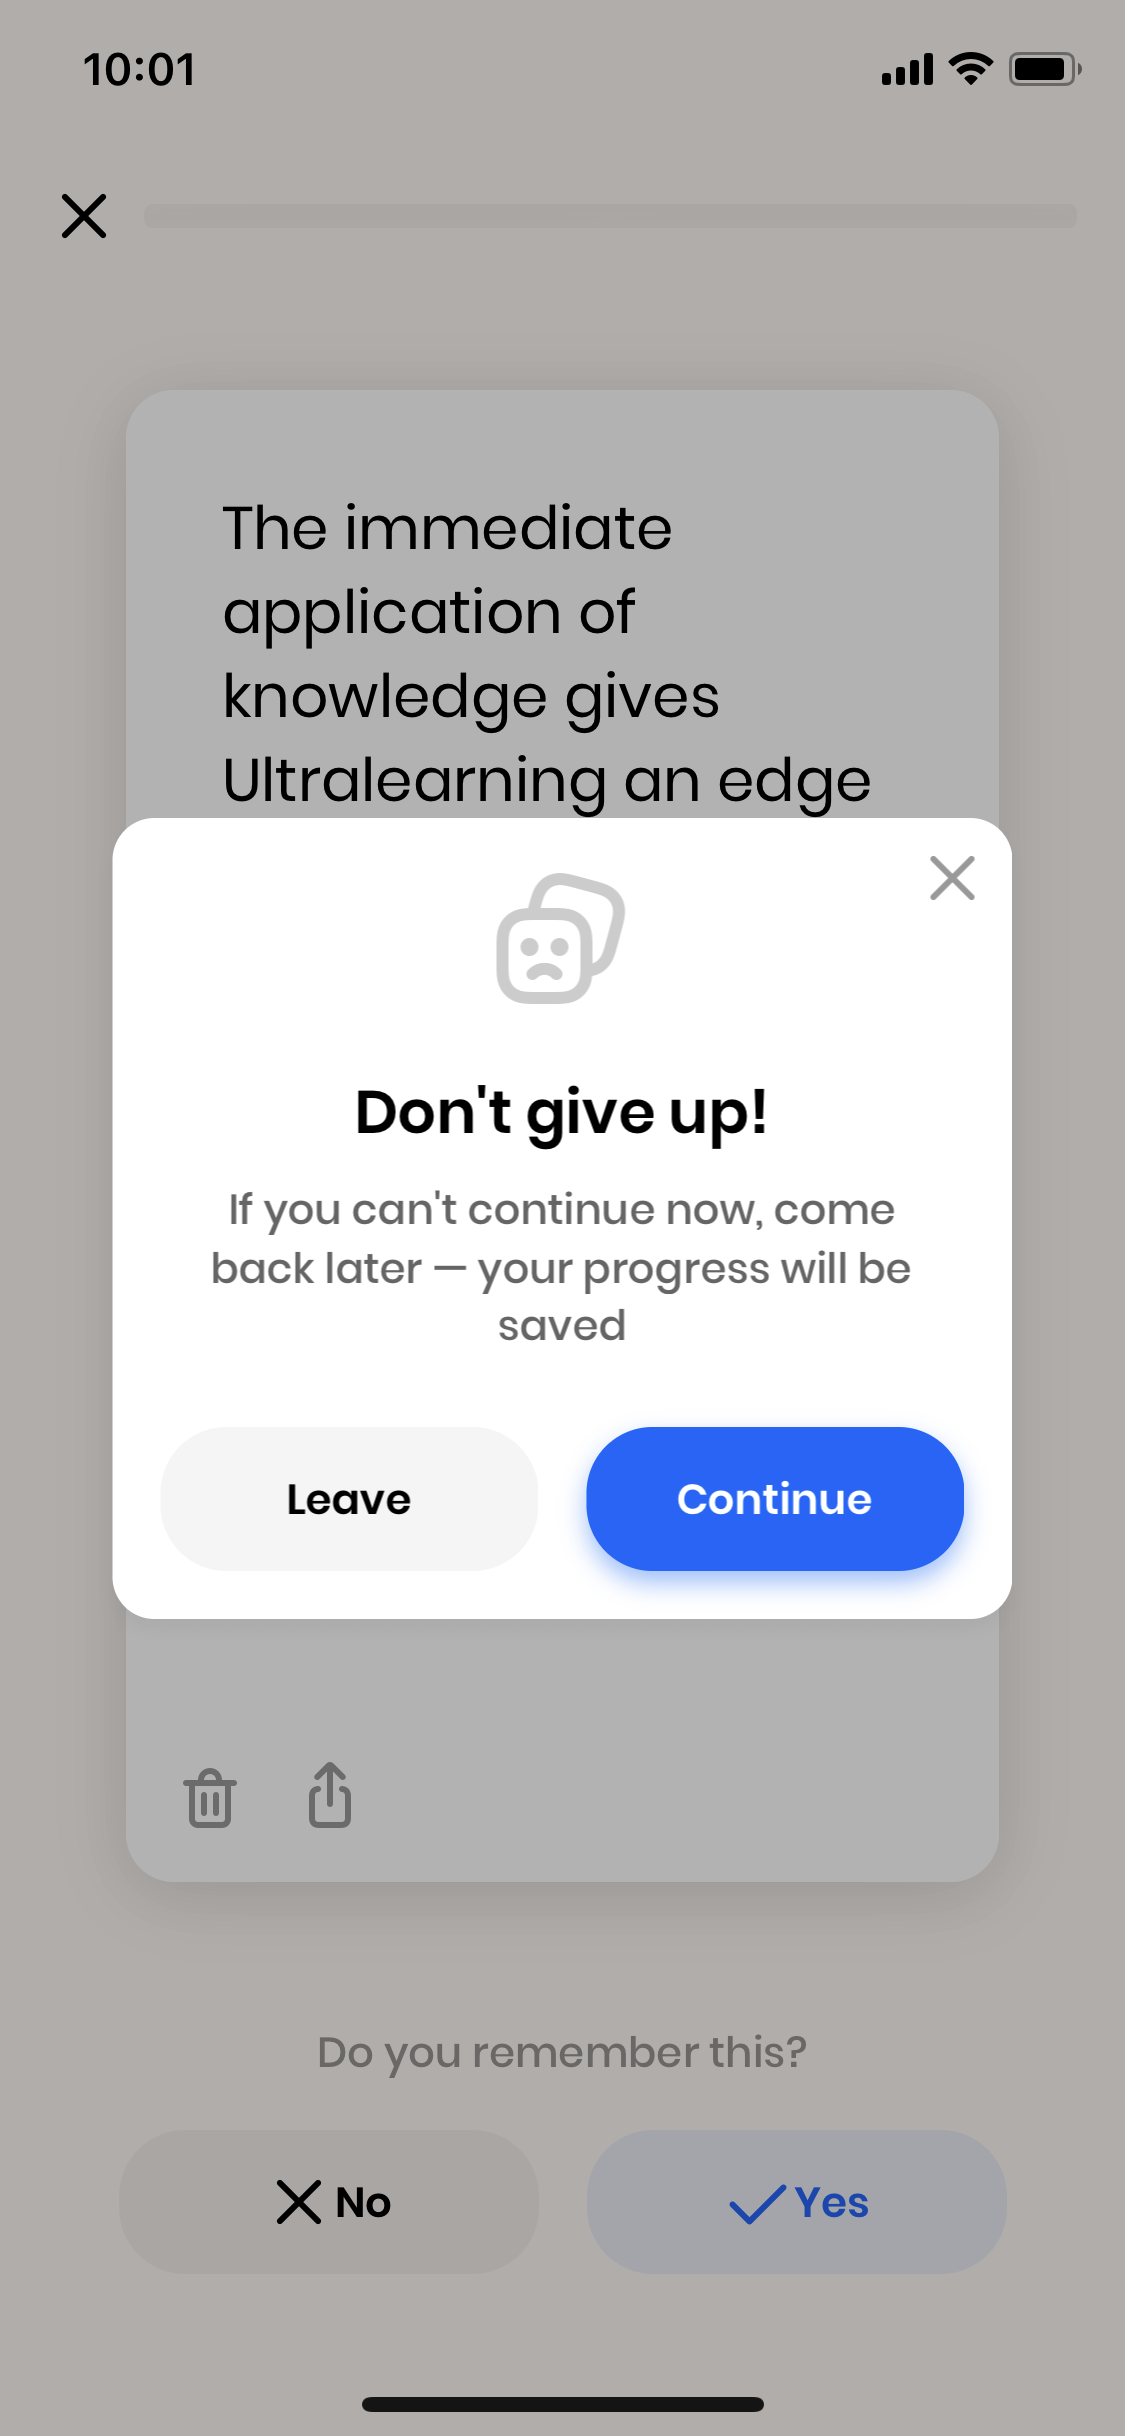 10:01
The immediate
application of
knowledge gives
Ultralearning an edge
Don't give up!
If you can't continue now, come
back later — your progress will be
saved
Leave
Continue
Do you remember this?
No
Yes